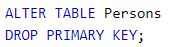 ALTER TABLE Persons
DROP PRIMARY KEY;